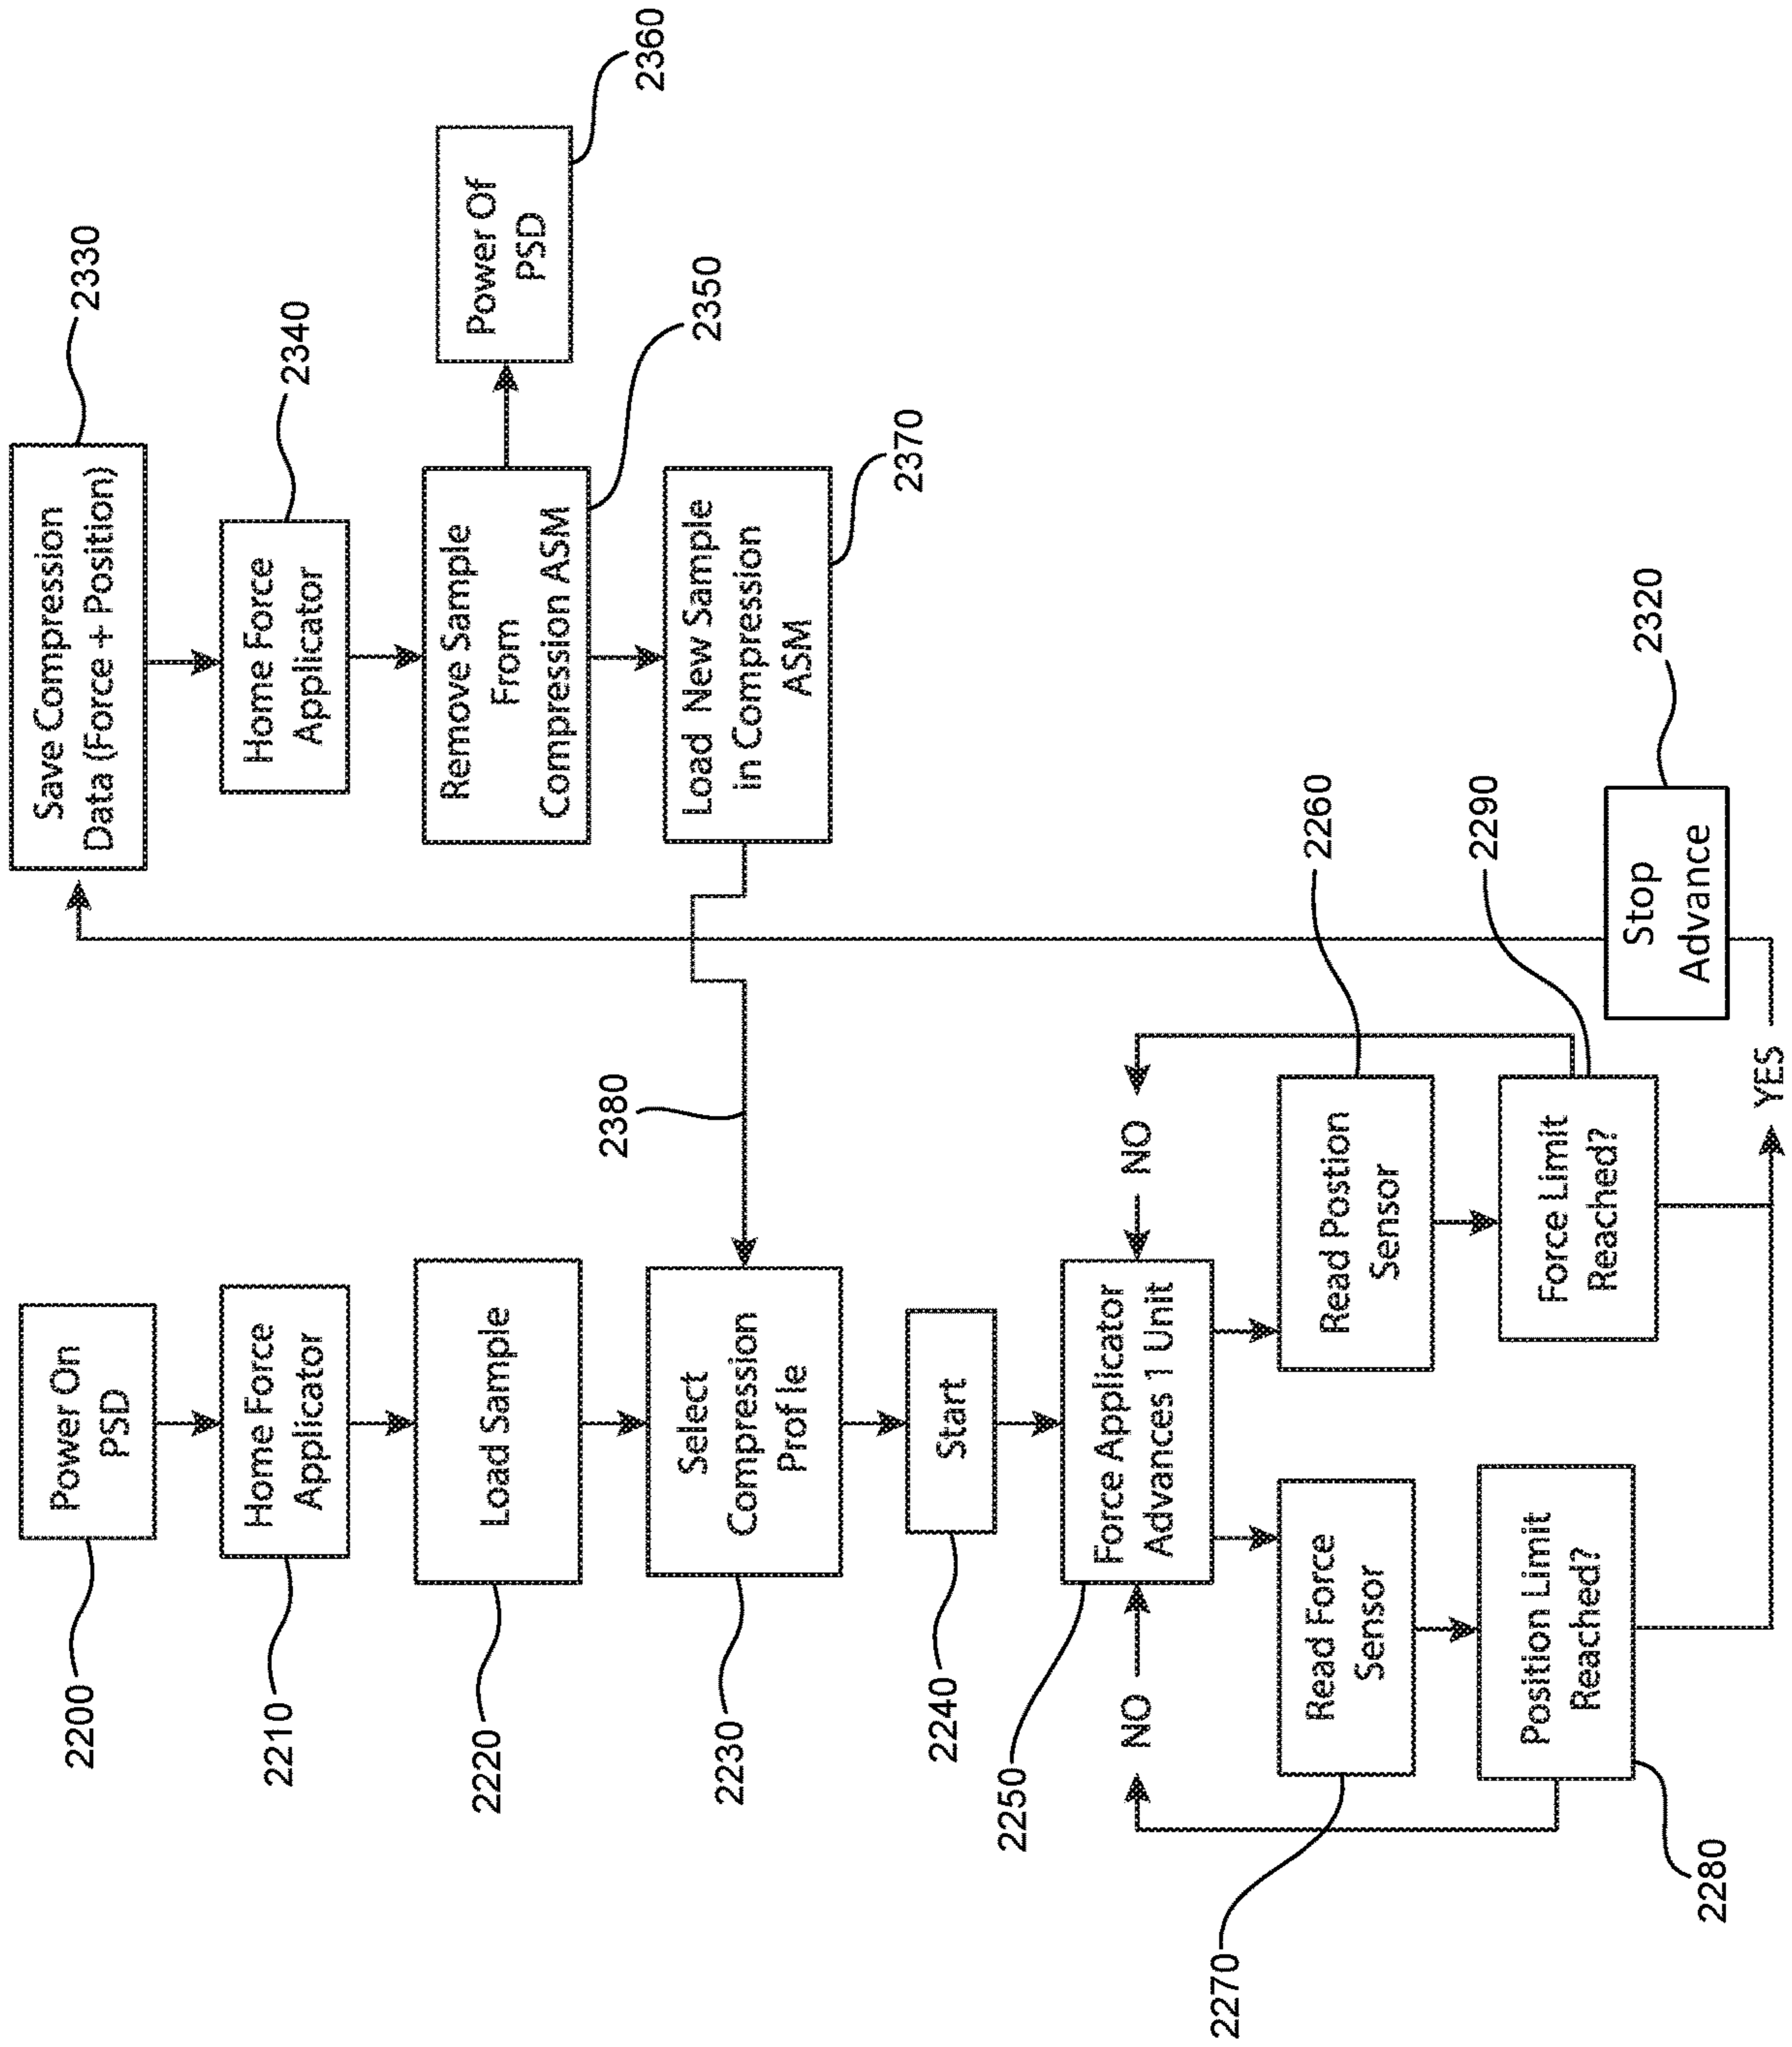 Power On
PSD
2200
Home Force
Applicator
2210
Load Sample
2220
Select
Compression
Prof le
2230
Start
2240
Force Applicator
Advances 1 Unit
2250
NO
NO
Read Force
Sensor
2270
Read Postion
Sensor
2260
Position Limit
Reached?
2280
Force Limit
Reached?
2290
YES
Stop
Advance
2320
Save Compression
Data (Force + Position)
2330
Home Force
Applicator
2340
Remove Sample
From
Compression ASM
2350
Power Of
PSD
2360
Load New Sample
in Compression
ASM
2370
2380